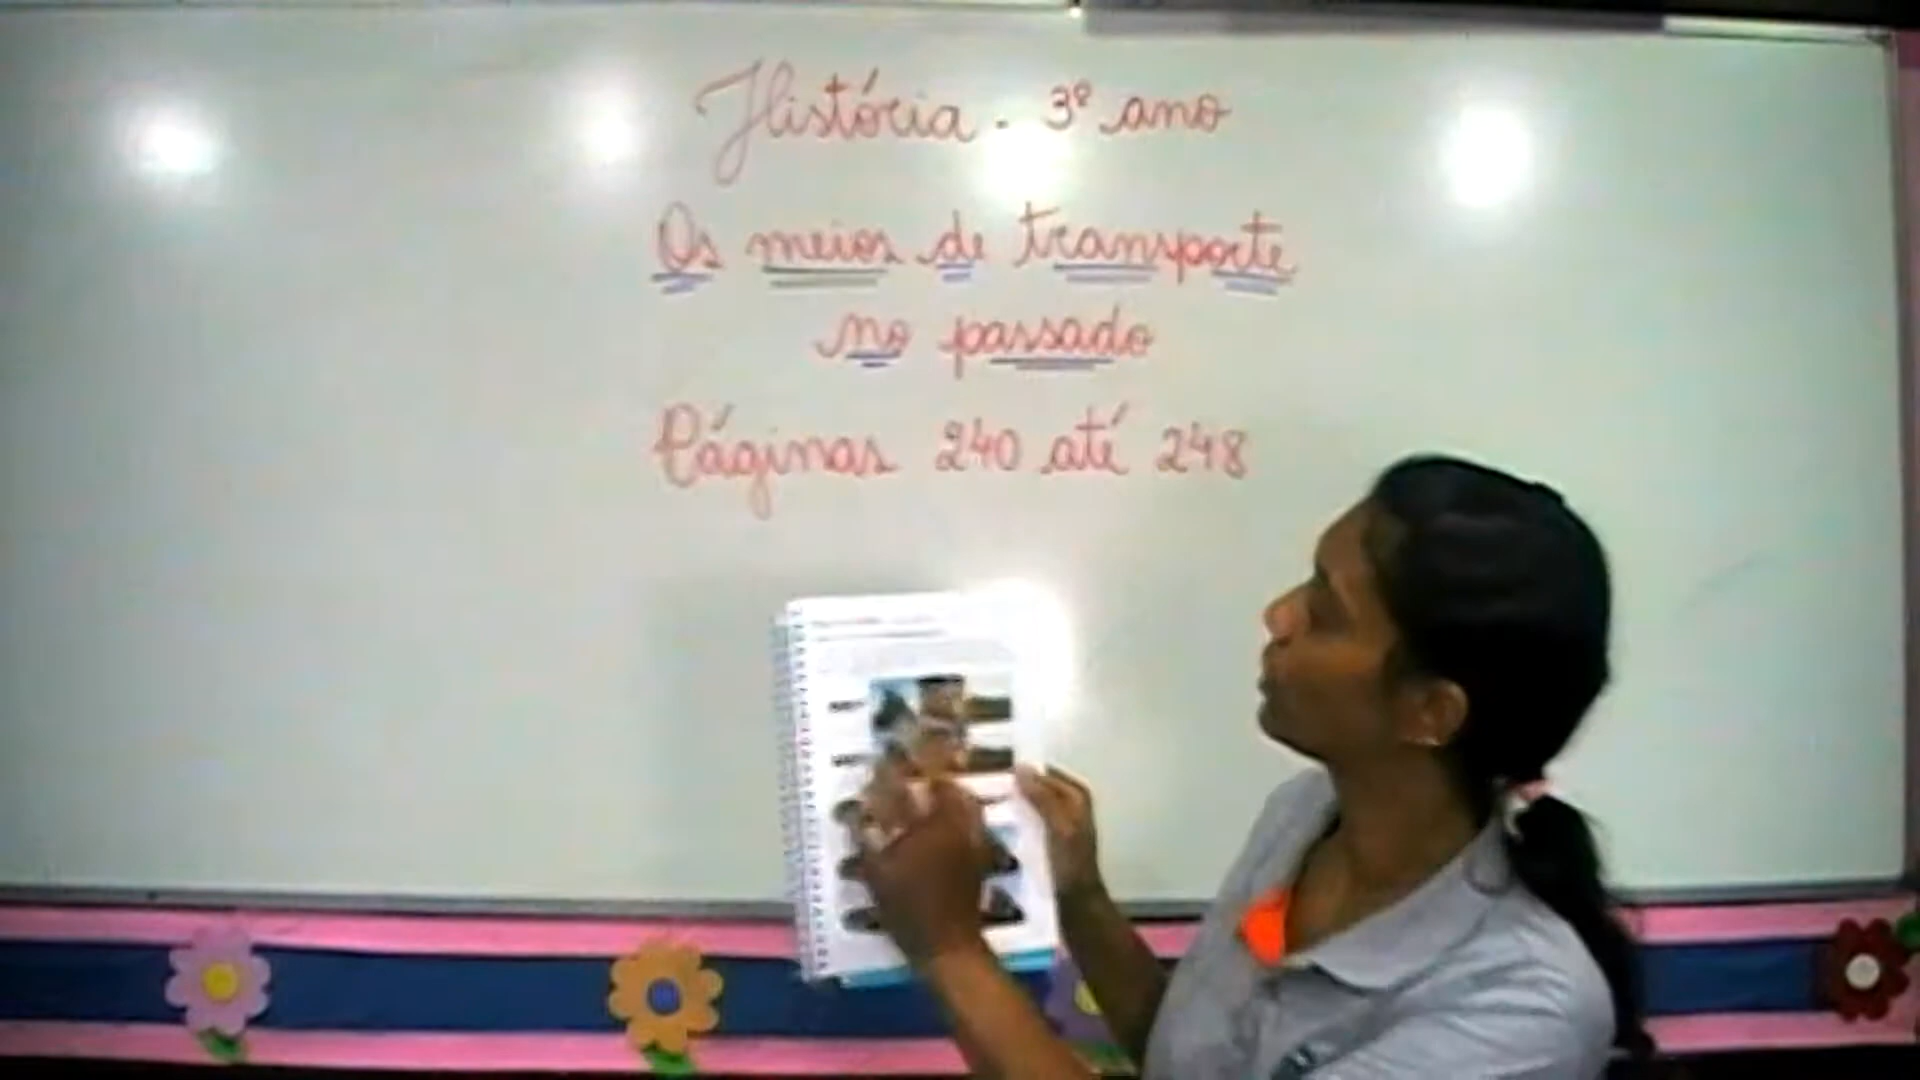 História. 3º ano
Os meios de transporte
no passado
Páginas 240 até 248